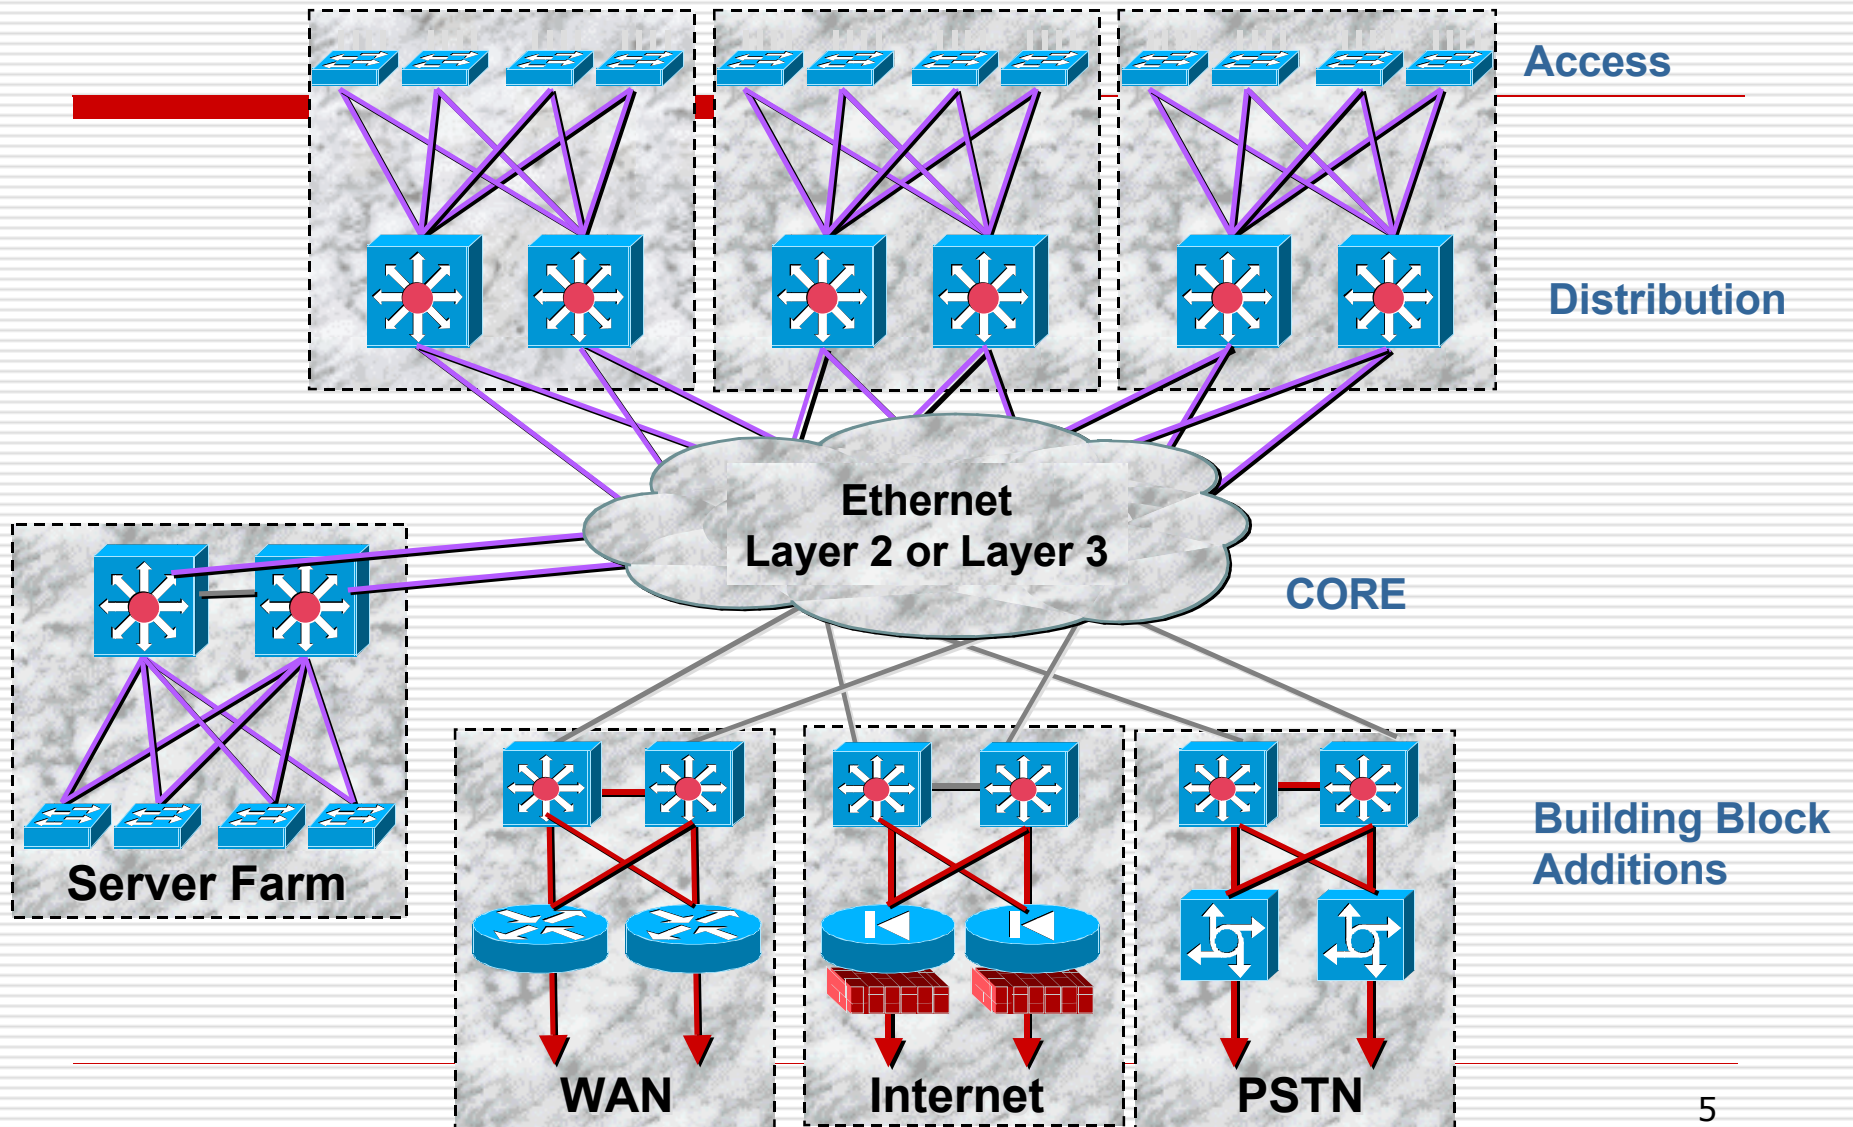 Access
Distribution
Ethernet
Layer 2 or Layer 3
CORE
Server Farm
Building Block
Additions
WAN
Internet
PSTN
5